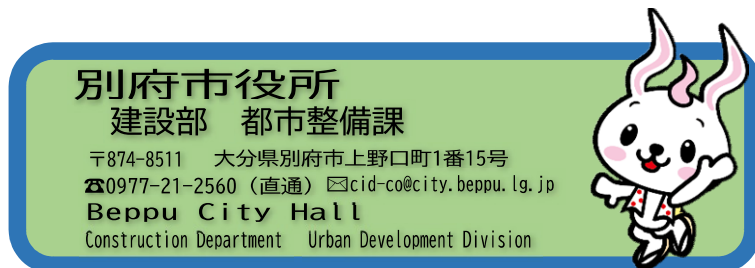 別府市役所
建設部　都市整備課
〒874-8511　大分県別府市上野口町1番15号
☎0977-21-2560（直通）✉cid-co@city.beppu.lg.jp
Beppu City Hall
Construction Department　Urban Development Division